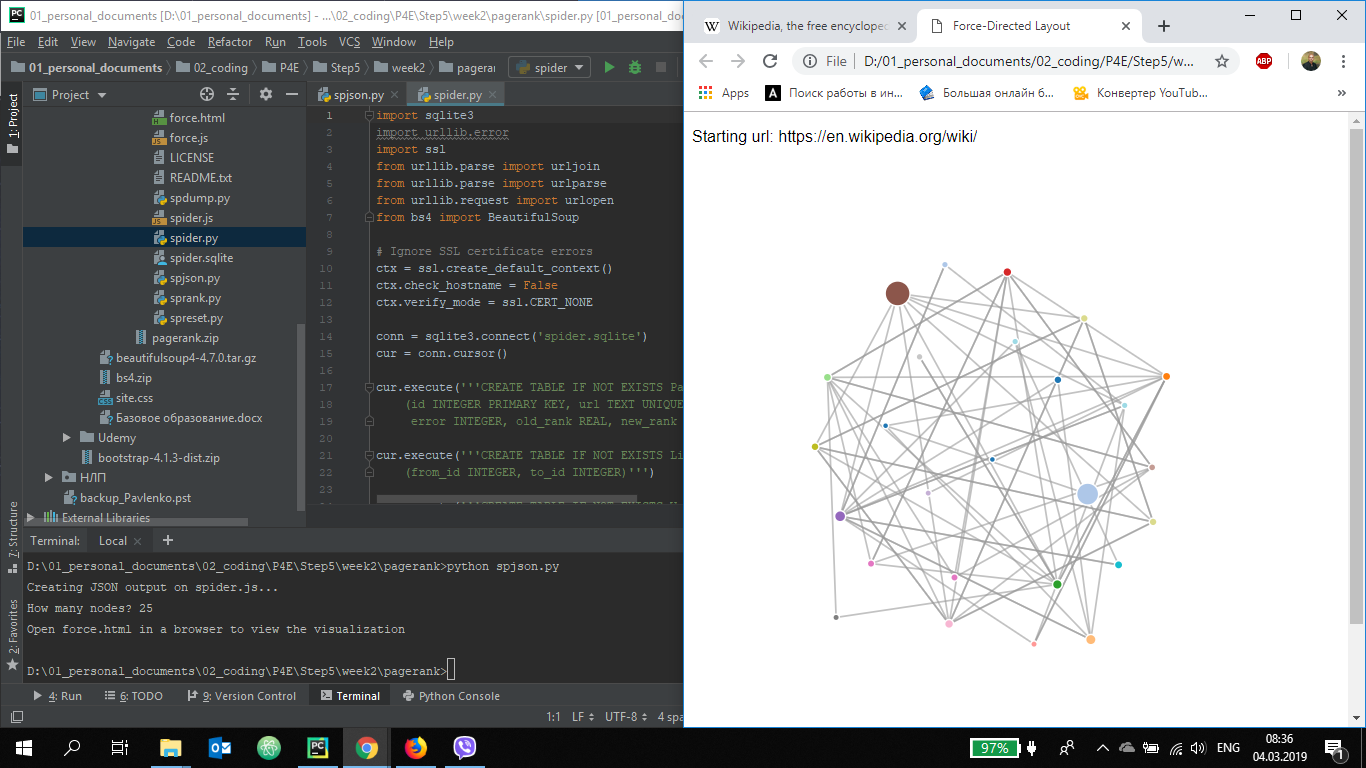 01_personal_documents [D:\01_personal_documents] - ...\02_coding\P4E\Step5\week2\pagerank\spider.py [01_personal_
File Edit View Navigate Code Refactor Run Tools VCS Window Help
01_personal_documents 02_coding P4E Step5 week2 spider
1: Project
Project
force.html
force.js
LICENSE
README.txt
spdump.py
spider.js
spider.py
spider.sqlite
spjson.py
sprank.py
spreset.py
pagerank.zip
beautifulsoup4-4.7.0.tar.gz
bs4.zip
site.css
Базовое образование.docx
Udemy
bootstrap-4.1.3-dist.zip
НЛП
backup_Pavlenko.pst
External Libraries
spjson.py spider.py
1 import sqlite3
2 import urllib.error
3 import ssl
4 from urllib.parse import urljoin
5 from urllib.parse import urlparse
6 from urllib.request import urlopen
7 from bs4 import BeautifulSoup
8
9 # Ignore SSL certificate errors
10 ctx = ssl.create_default_context()
11 ctx.check_hostname = False
12 ctx.verify_mode = ssl.CERT_NONE
13
14 conn = sqlite3.connect('spider.sqlite')
15 cur = conn.cursor()
16
17 cur.execute('''CREATE TABLE IF NOT EXISTS Pa
18 (id INTEGER PRIMARY KEY, url TEXT UNIQUE
19 error INTEGER, old_rank REAL, new_rank
20
21 cur.execute('''CREATE TABLE IF NOT EXISTS Li
22 (from_id INTEGER, to_id INTEGER)''')
23
7: Structure
2: Favorites
Terminal: Local +
D:\01_personal_documents\02_coding\P4E\Step5\week2\pagerank>python spjson.py
Creating JSON output on spider.js...
How many nodes? 25
Open force.html in a browser to view the visualization
D:\01_personal_documents\02_coding\P4E\Step5\week2\pagerank>
4: Run 6: TODO 9: Version Control Terminal Python Console
1:1 LF UTF-8 4 spa
Wikipedia, the free encyclopedi Force-Directed Layout
File D:/01_personal_documents/02_coding/P4E/Step5/w...
ABP
Apps Поиск работы в ин... Большая онлайн б... Конвертер YouTub... »
Starting url: https://en.wikipedia.org/wiki/
97% ENG 08:36
04.03.2019
1